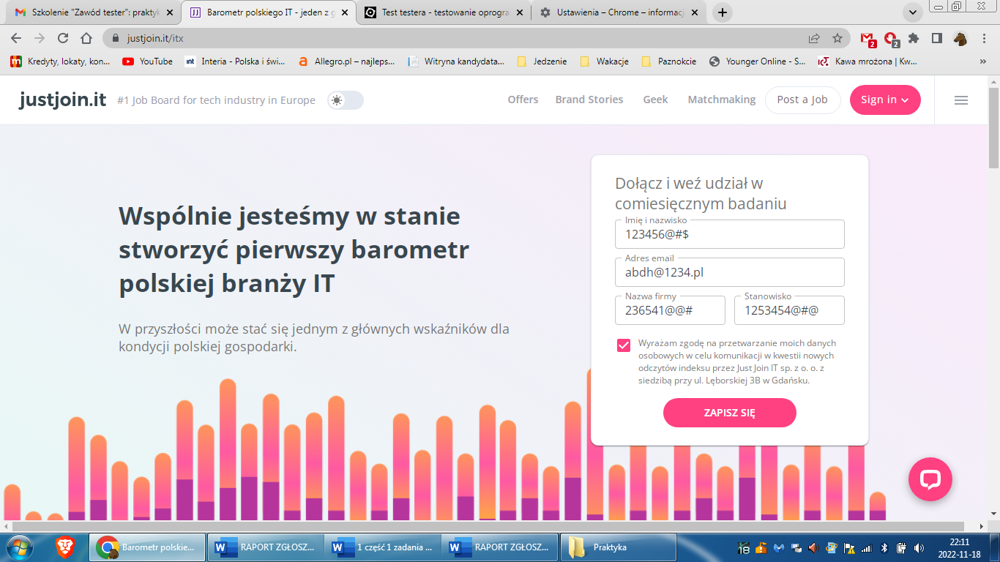 Szkolenie "Zawód tester": praktyk
Barometr polskiego IT - jeden z g
Test testera - testowanie oprogra
Ustawienia – Chrome – informacj
justjoin.it/itx
2
2
Kredyty, lokaty, kon...
YouTube
int
Interia - Polska i świ...
a
Allegro.pl – najleps...
Witryna kandydata...
Jedzenie
Wakacje
Paznokcie
Younger Online - S...
Kawa mrożona | Kw...
»
justjoin.it
#1 Job Board for tech industry in Europe
Offers
Brand Stories
Geek
Matchmaking
Post a Job
Sign in
Wspólnie jesteśmy w stanie
stworzyć pierwszy barometr
polskiej branży IT
W przyszłości może stać się jednym z głównych wskaźników dla
kondycji polskiej gospodarki.
Dołącz i weź udział w
comiesięcznym badaniu
Imię i nazwisko
123456@#$
Adres email
abdh@1234.pl
Nazwa firmy
236541@@#
Stanowisko
1253454@#@
Wyrażam zgodę na przetwarzanie moich danych
osobowych w celu komunikacji w kwestii nowych
odczytów indeksu przez Just Join IT sp. z o. o. z
siedzibą przy ul. Lęborskiej 3B w Gdańsku.
ZAPISZ SIĘ
Barometr polskie...
RAPORT ZGŁOSZ...
1 część 1 zadania ...
RAPORT ZGŁOSZ...
Praktyka
18
22:11
2022-11-18